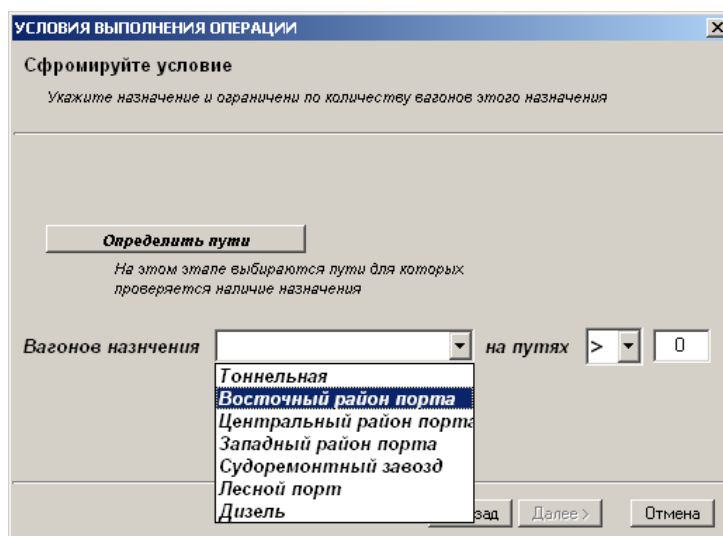 УСЛОВИЯ ВЫПОЛНЕНИЯ ОПЕРАЦИИ
Сфромируйте условие
Укажите назначение и ограничени по количеству вагонов этого назначения
Определить пути
На этом этапе выбираются пути для которых
проверяется наличие назначения
Вагонов назнчения на путях > 0
Тоннельная
Восточный район порта
Центральный район порта
Западный район порта
Судоремонтный завозд
Лесной порт
Дизель
Далее > Отмена